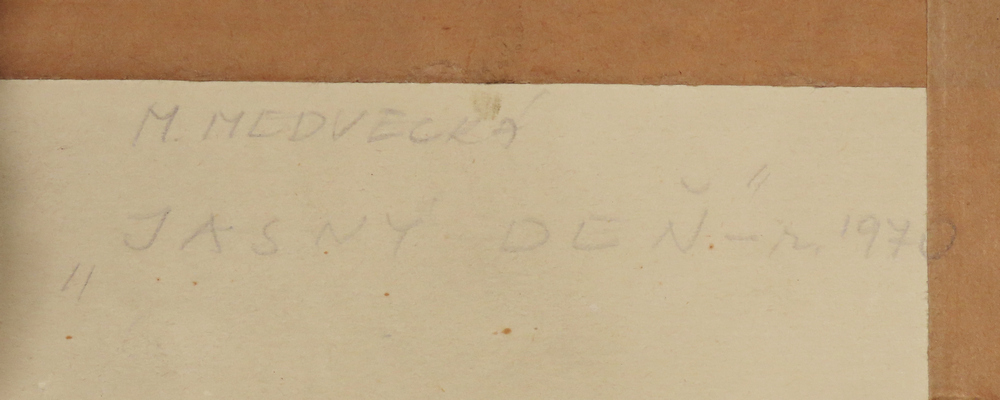 M. MEDVECKÁ
„JASNÝ DEŇ“ - r. 1970